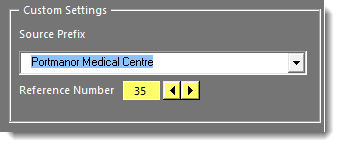 Custom Settings
Source Prefix
Portmanor Medical Centre
Reference Number 35